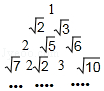 1
√2 √3
2 √5 √6
√7 2√2 3 √10
.... .... ....